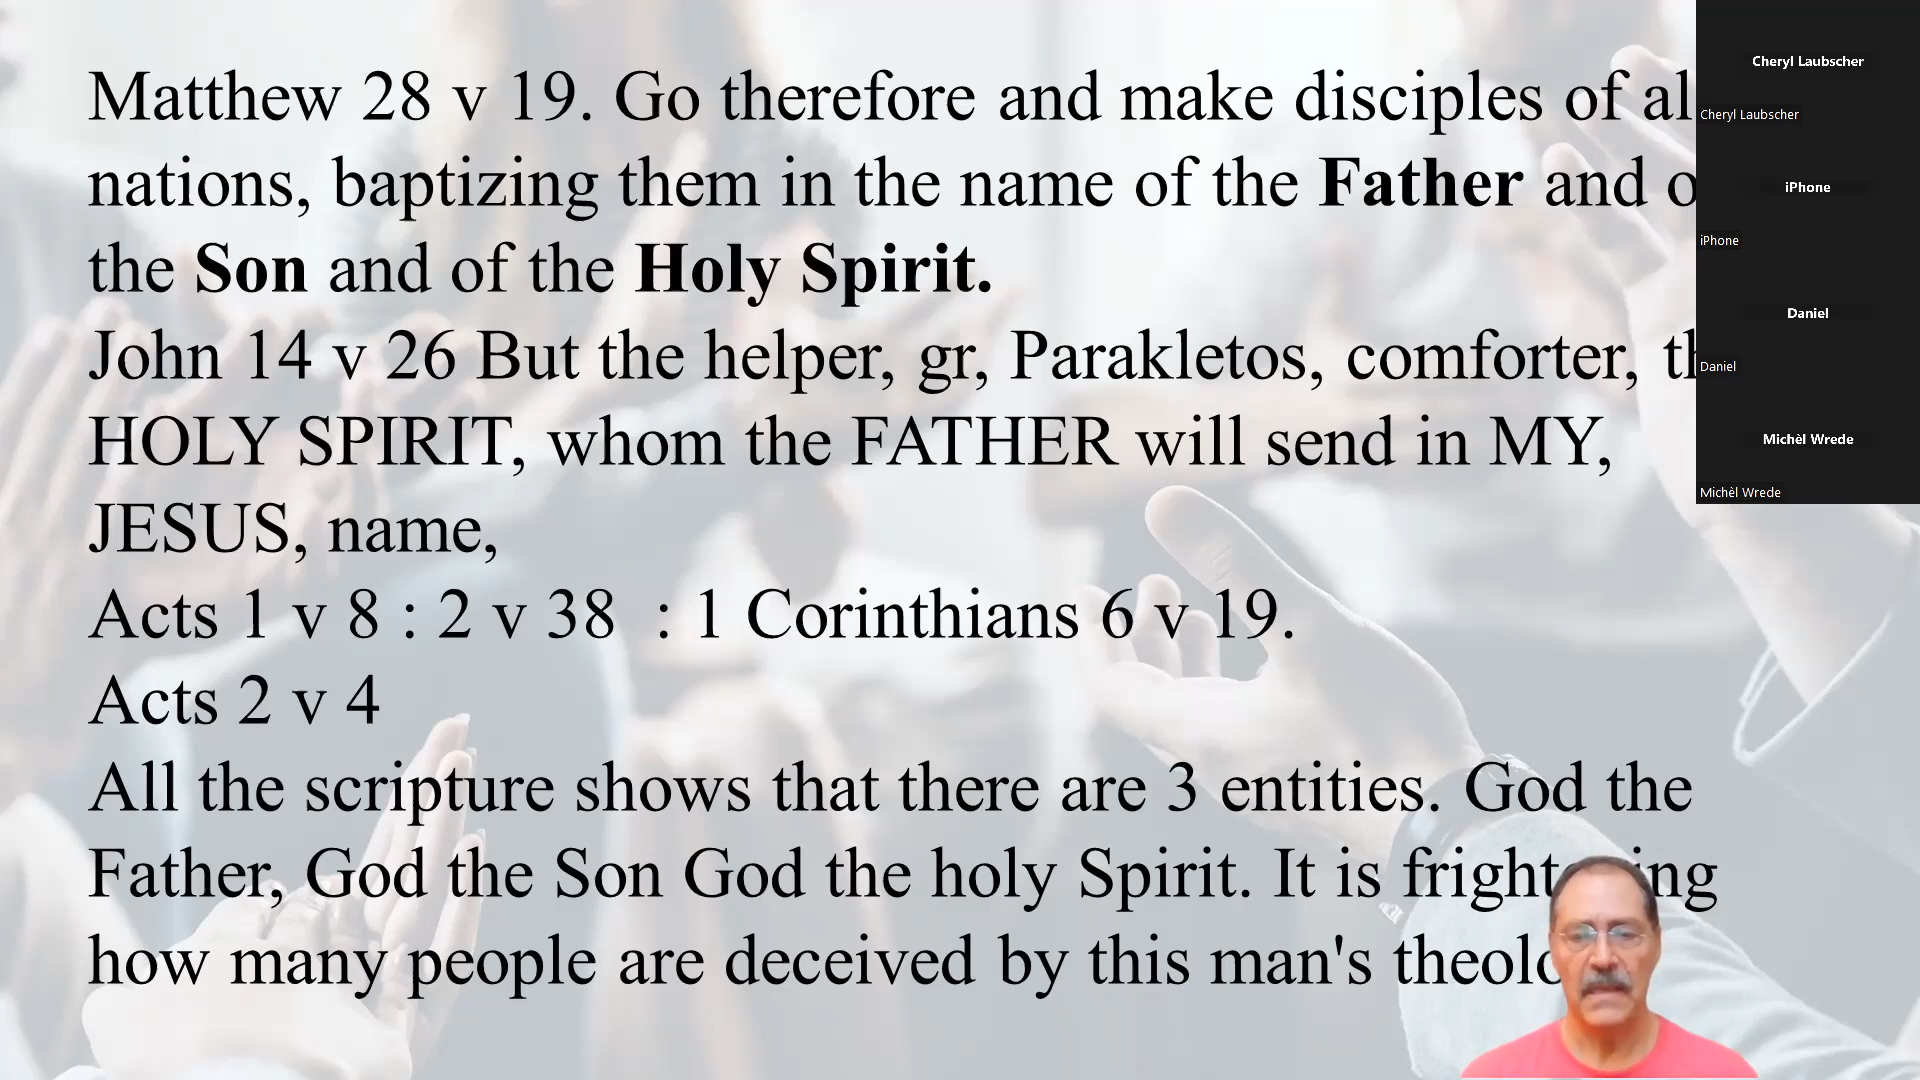 Matthew 28 v 19. Go therefore and make disciples of
nations, baptizing them in the name of the Father and
the Son and of the Holy Spirit.
John 14 v 26 But the helper, gr, Parakletos, comforter,
HOLY SPIRIT, whom the FATHER will send in MY,
JESUS, name,
Acts 1 v 8 : 2 v 38 : 1 Corinthians 6 v 19.
Acts 2 v 4
All the scripture shows that there are 3 entities. God the
Father, God the Son God the holy Spirit. It is
how many people are deceived by this man's
Cheryl Laubscher
Cheryl Laubscher
iPhone
iPhone
Daniel
Daniel
Michèl Wrede
Michèl Wrede